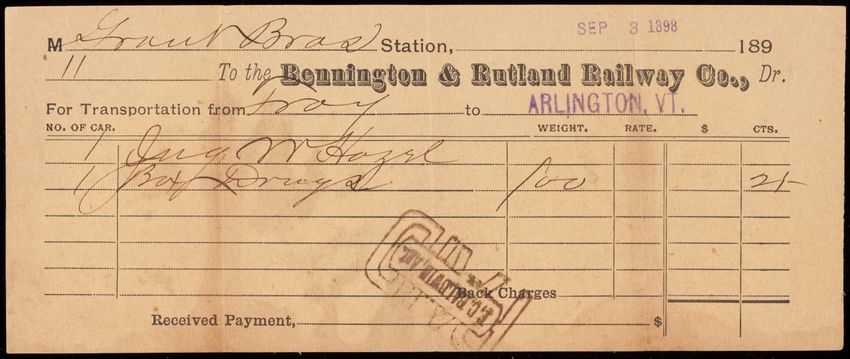 SEP 3 1898
M Grant Bros Station, 189
11 To the Bennington & Rutland Railway Co., Dr.
For Transportation from Troy to ARLINGTON, VT.
NO. OF CAR. WEIGHT. RATE. $ CTS.
1 Jug W Hazel
1 Box Drugs 100 25
PAID
Back Charges
Received Payment, $